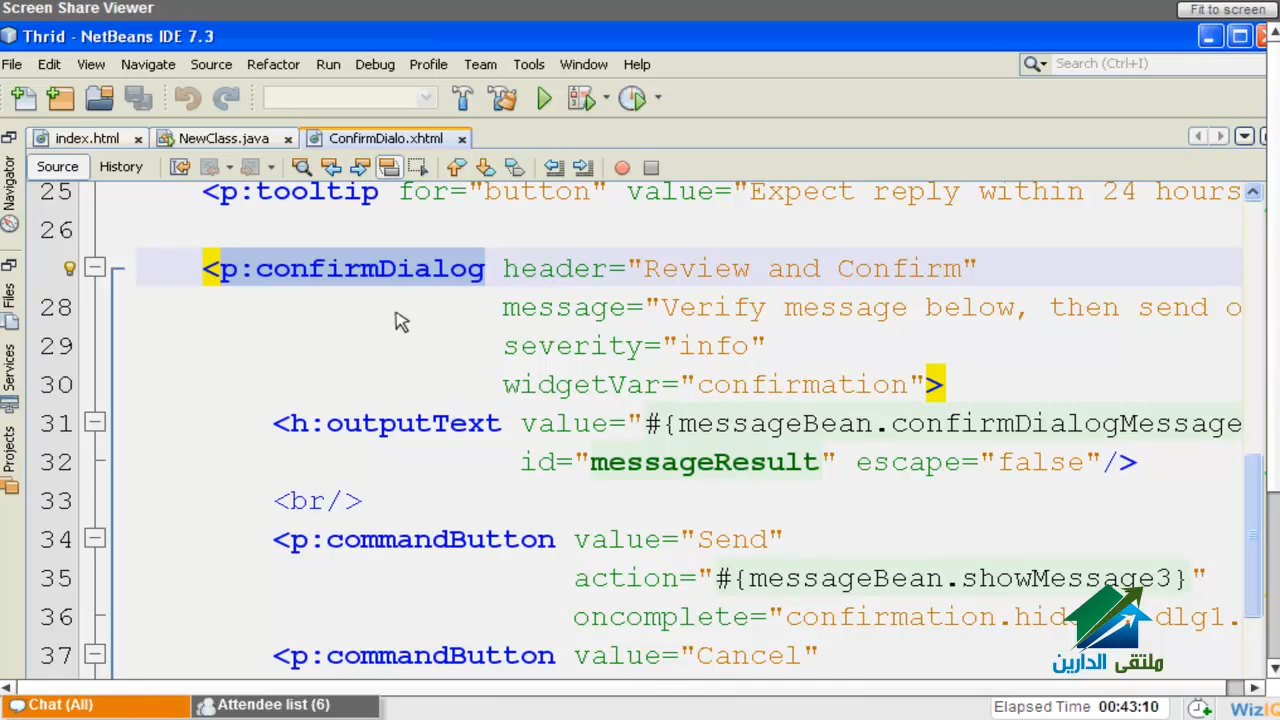 Screen Share Viewer
Fit to screen
Thrid - NetBeans IDE 7.3
File Edit View Navigate Source Refactor Run Debug Profile Team Tools Window Help
Search (Ctrl+I)
index.html NewClass.java ConfirmDialo.xhtml
Source History
Navigator
Files
Services
Projects
25 <p:tooltip for="button" value="Expect reply within 24 hours
26
<p:confirmDialog header="Review and Confirm"
28 message="Verify message below, then send o
29 severity="info"
30 widgetVar="confirmation">
31 <h:outputText value="#{messageBean.confirmDialogMessage
32 id="messageResult" escape="false"/>
33 <br/>
34 <p:commandButton value="Send"
35 action="#{messageBean.showMessage3}"
36 oncomplete="confirmation.hid dlg1.
37 <p:commandButton value="Cancel"
ملتقى الدارين
Chat (All) Attendee list (6) Elapsed Time 00:43:10 WizIQ